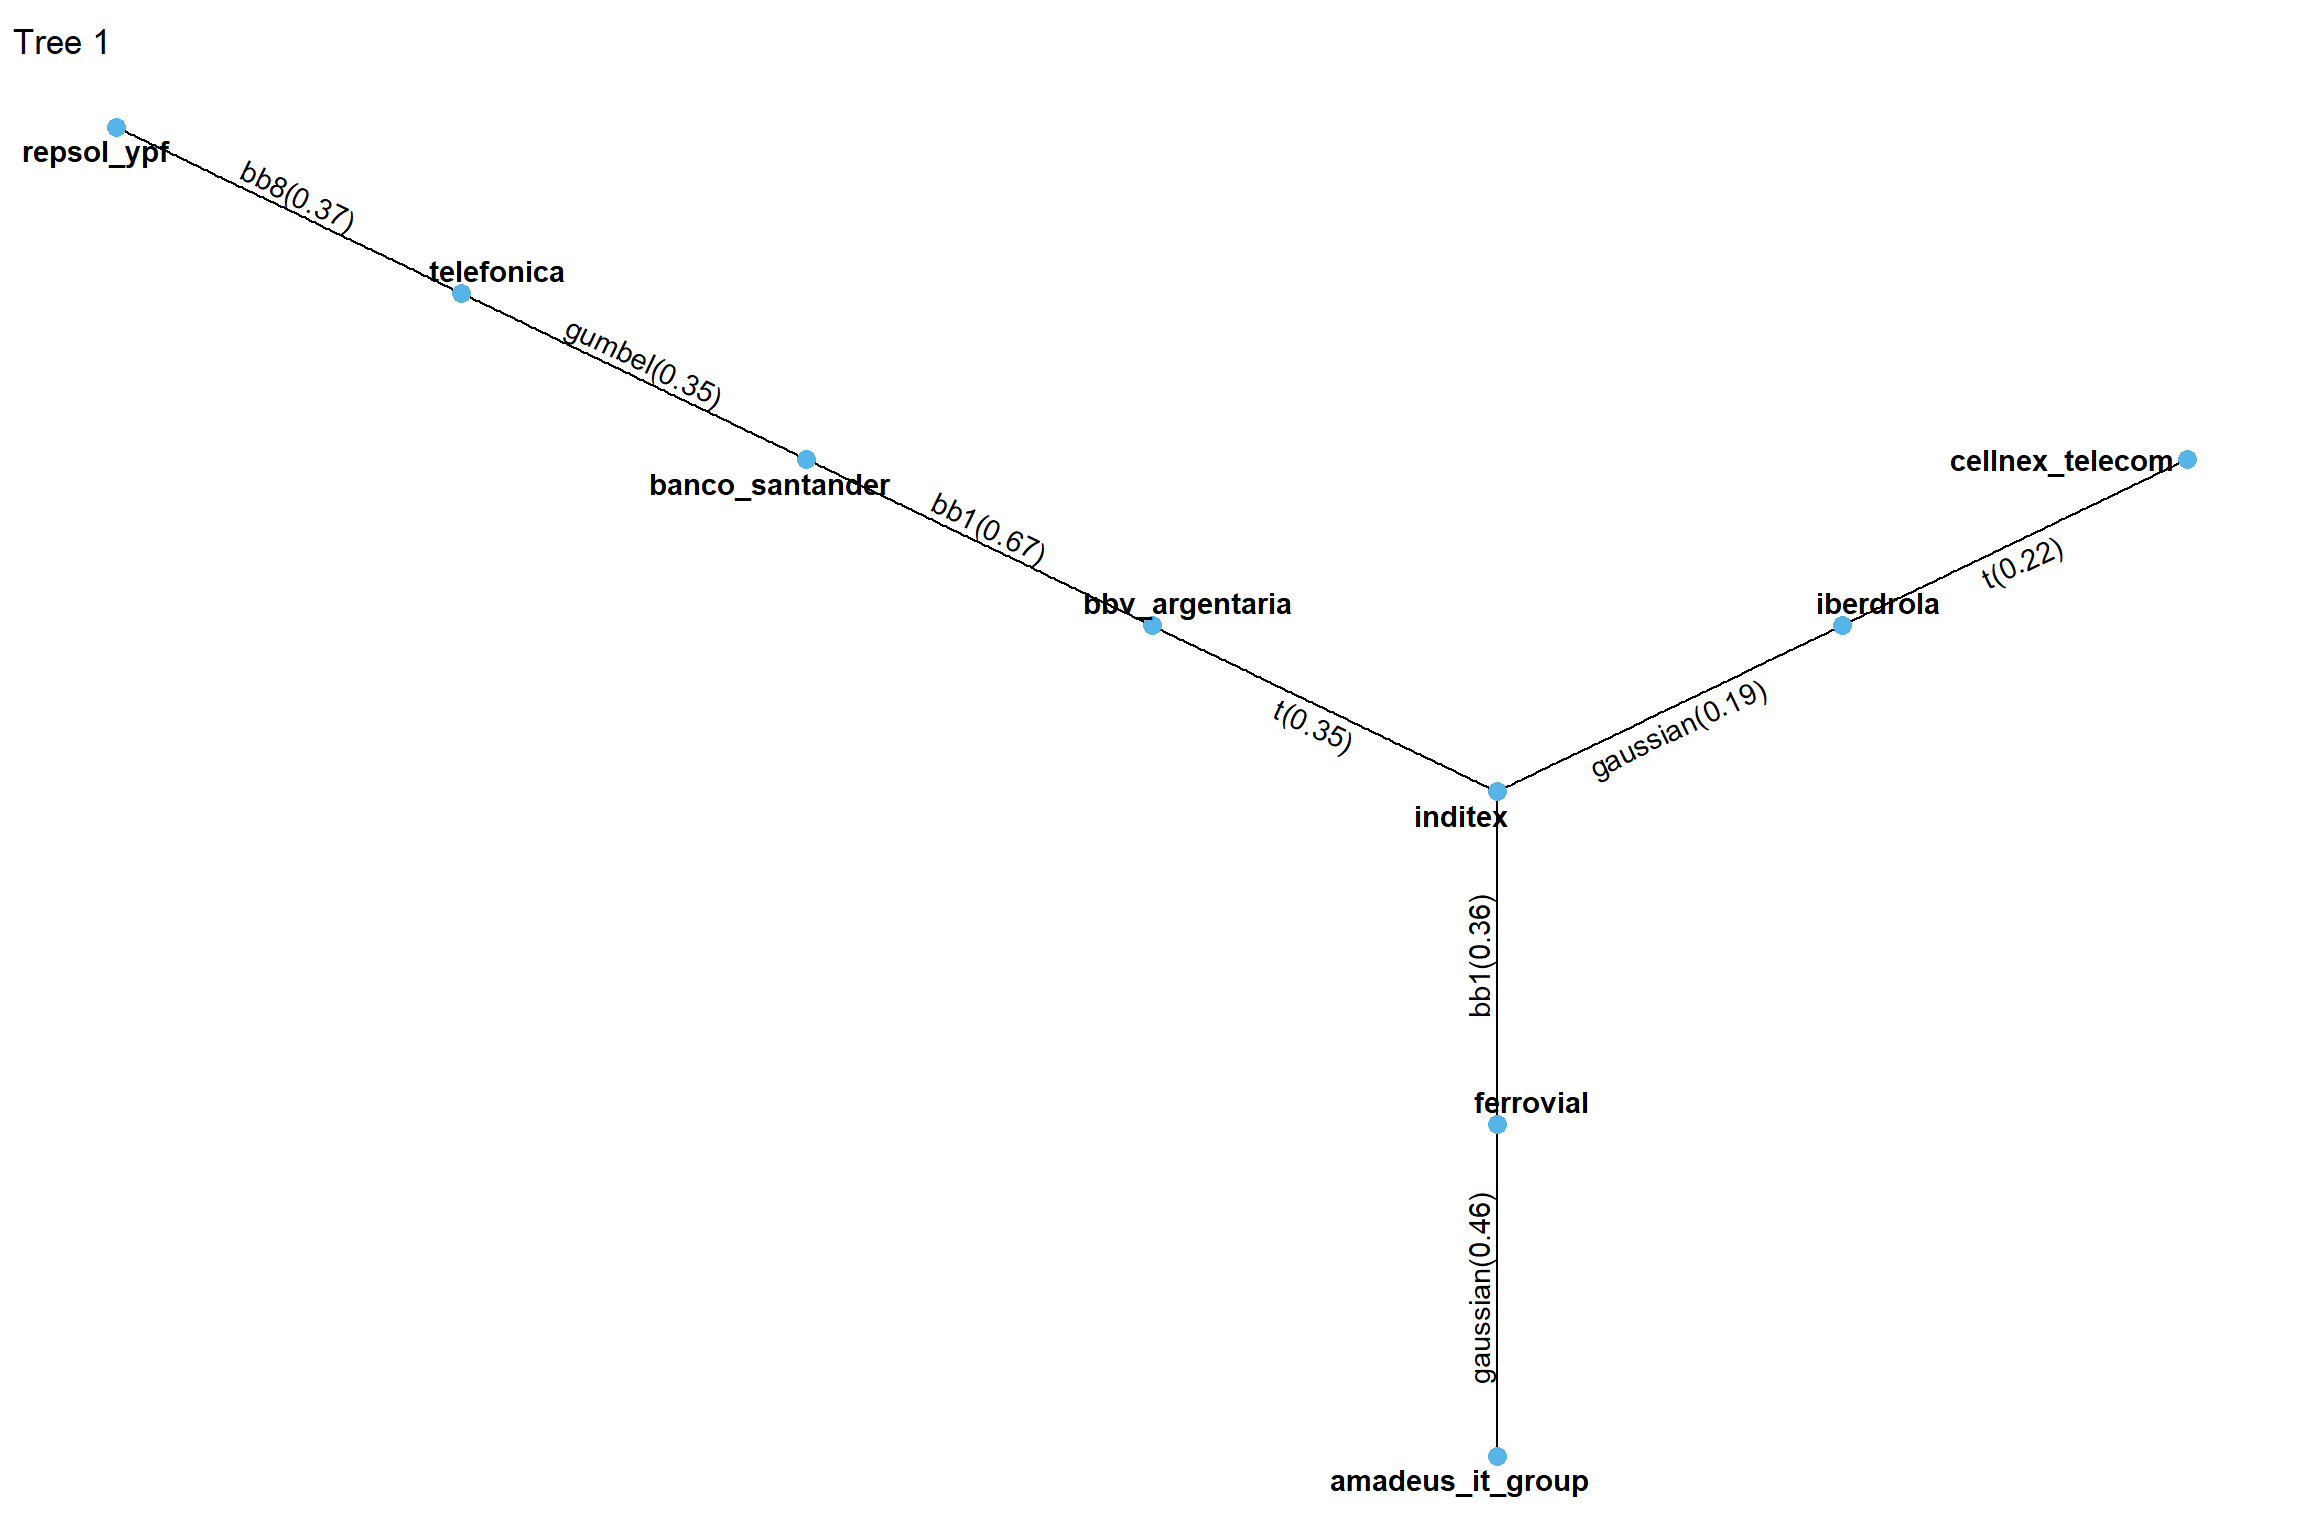 Tree 1
repsol_ypf
bb8(0.37)
telefonica
gumbel(0.35)
banco_santander
bb1(0.67)
cellnex_telecom
t(0.22)
bbv_argentaria
iberdrola
t(0.35)
gaussian(0.19)
inditex
bb1(0.36)
ferrovial
gaussian(0.46)
amadeus_it_group